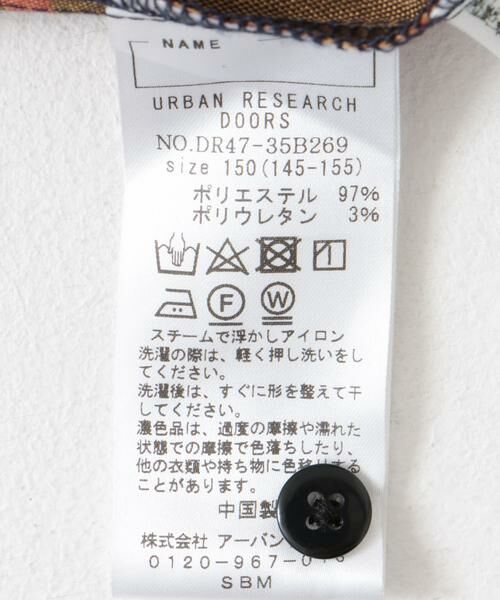 NAME
URBAN RESEARCH
DOORS
NO.DR47-35B269
size 150(145-155)
ポリエステル 97%
ポリウレタン 3%
F W
スチームで浮かしアイロン
洗濯の際は、軽く押し洗いをし
てください。
洗濯後は、すぐに形を整えて干
してください。
濃色品は、過度の摩擦や濡れた
状態での摩擦で色落ちしたり、
他の衣類や持ち物に色移りする
ことがあります。
中国製
株式会社 アーバン
0120-967-0
SBM